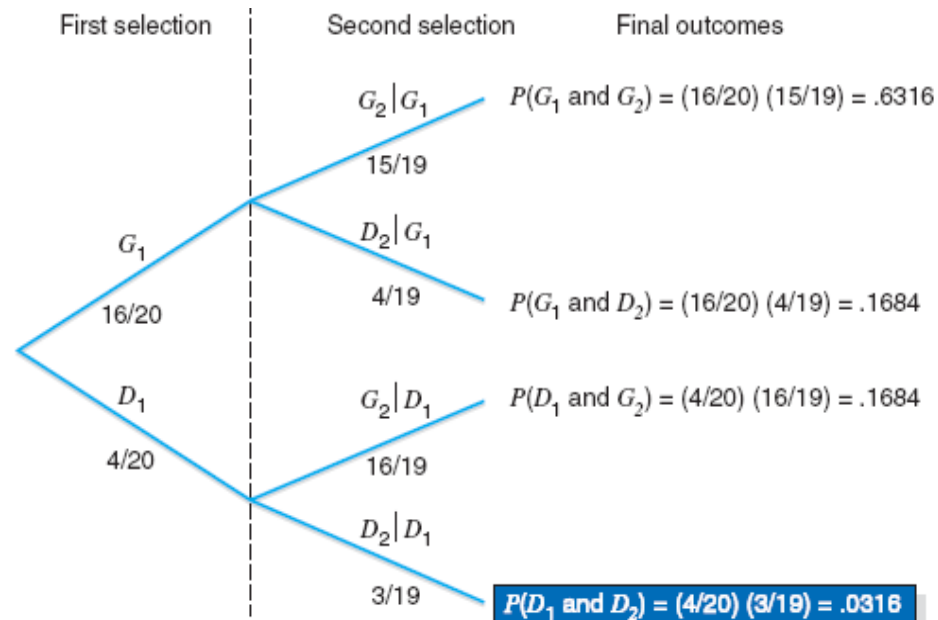 First selection Second selection Final outcomes
G₂|G₁ P(G₁ and G₂) = (16/20) (15/19) = .6316
15/19
G₁
D₂|G₁
16/20 4/19 P(G₁ and D₂) = (16/20) (4/19) = .1684
D₁ G₂|D₁ P(D₁ and G₂) = (4/20) (16/19) = .1684
4/20 16/19
D₂|D₁
3/19 P(D₁ and D₂) = (4/20) (3/19) = .0316